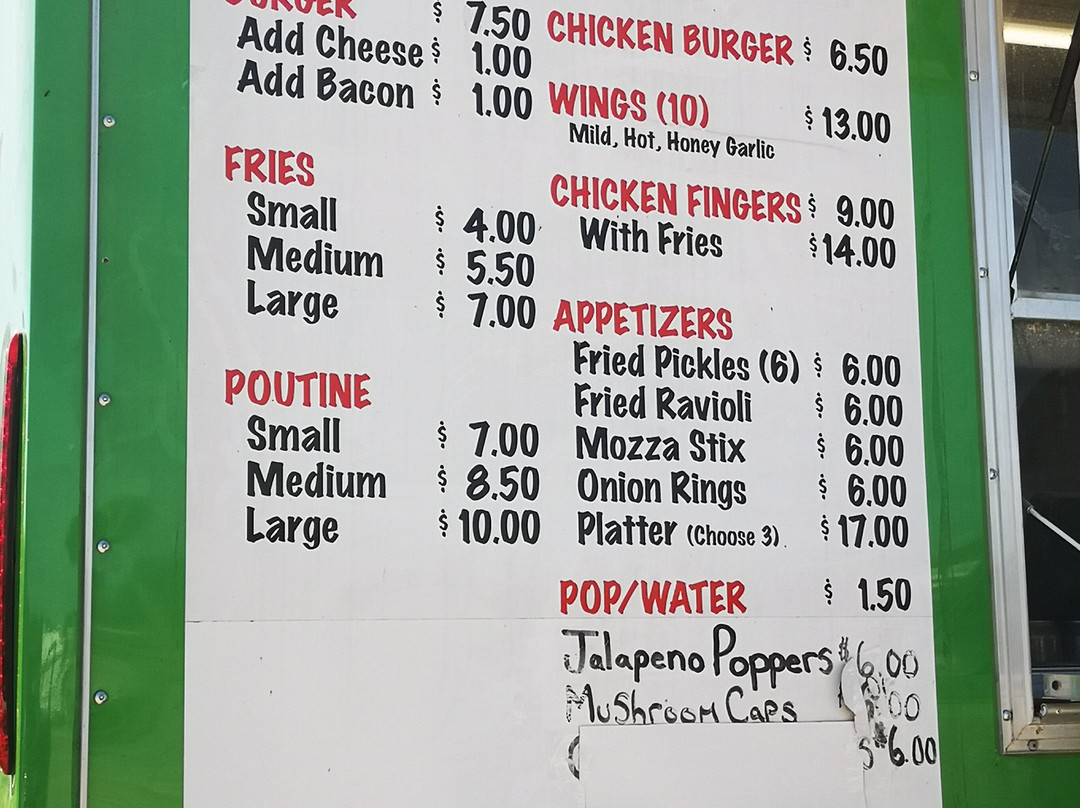 BURGER $ 7.50
Add Cheese $ 1.00
Add Bacon $ 1.00
FRIES
Small $ 4.00
Medium $ 5.50
Large $ 7.00
POUTINE
Small $ 7.00
Medium $ 8.50
Large $ 10.00
CHICKEN BURGER $ 6.50
WINGS (10) $ 13.00
Mild, Hot, Honey Garlic
CHICKEN FINGERS $ 9.00
With Fries $ 14.00
APPETIZERS
Fried Pickles (6) $ 6.00
Fried Ravioli $ 6.00
Mozza Stix $ 6.00
Onion Rings $ 6.00
Platter (Choose 3) $ 17.00
POP/WATER $ 1.50
Jalapeno Poppers $6.00
MuShrooM Caps
$6.00